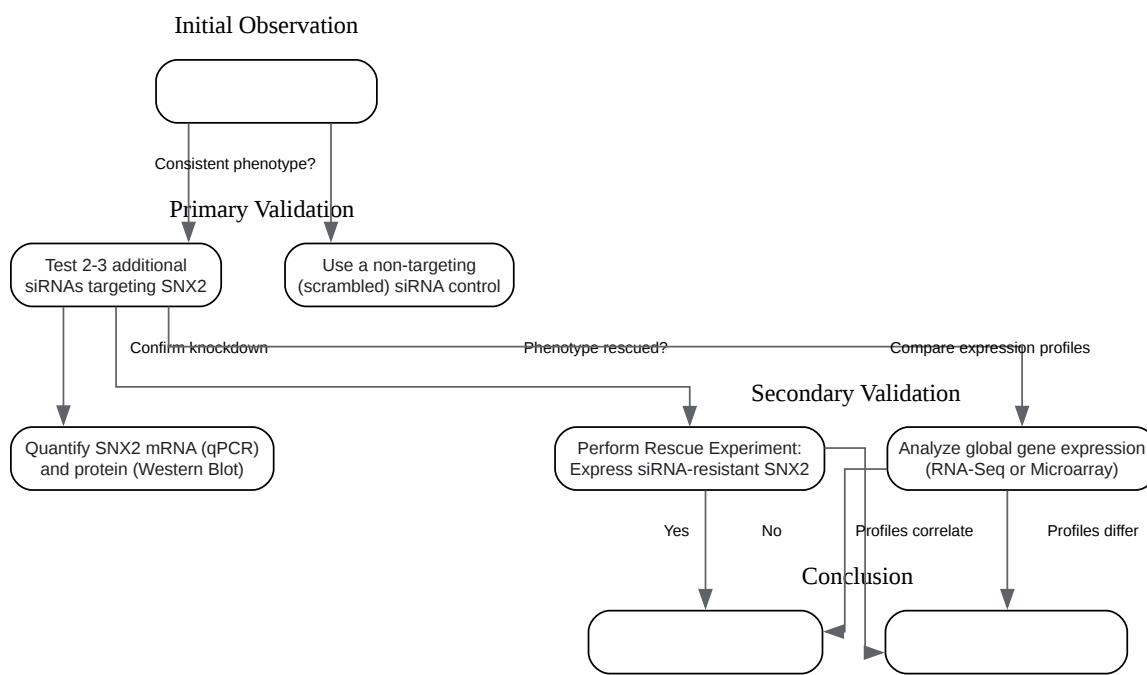 Initial Observation
Consistent phenotype?
Primary Validation
Test 2-3 additional
siRNAs targeting SNX2
Use a non-targeting
(scrambled) siRNA control
Confirm knockdown
Phenotype rescued?
Compare expression profiles
Secondary Validation
Quantify SNX2 mRNA (qPCR)
and protein (Western Blot)
Perform Rescue Experiment:
Express siRNA-resistant SNX2
Analyze global gene expression
(RNA-Seq or Microarray)
Yes
No
Profiles correlate
Profiles differ
Conclusion